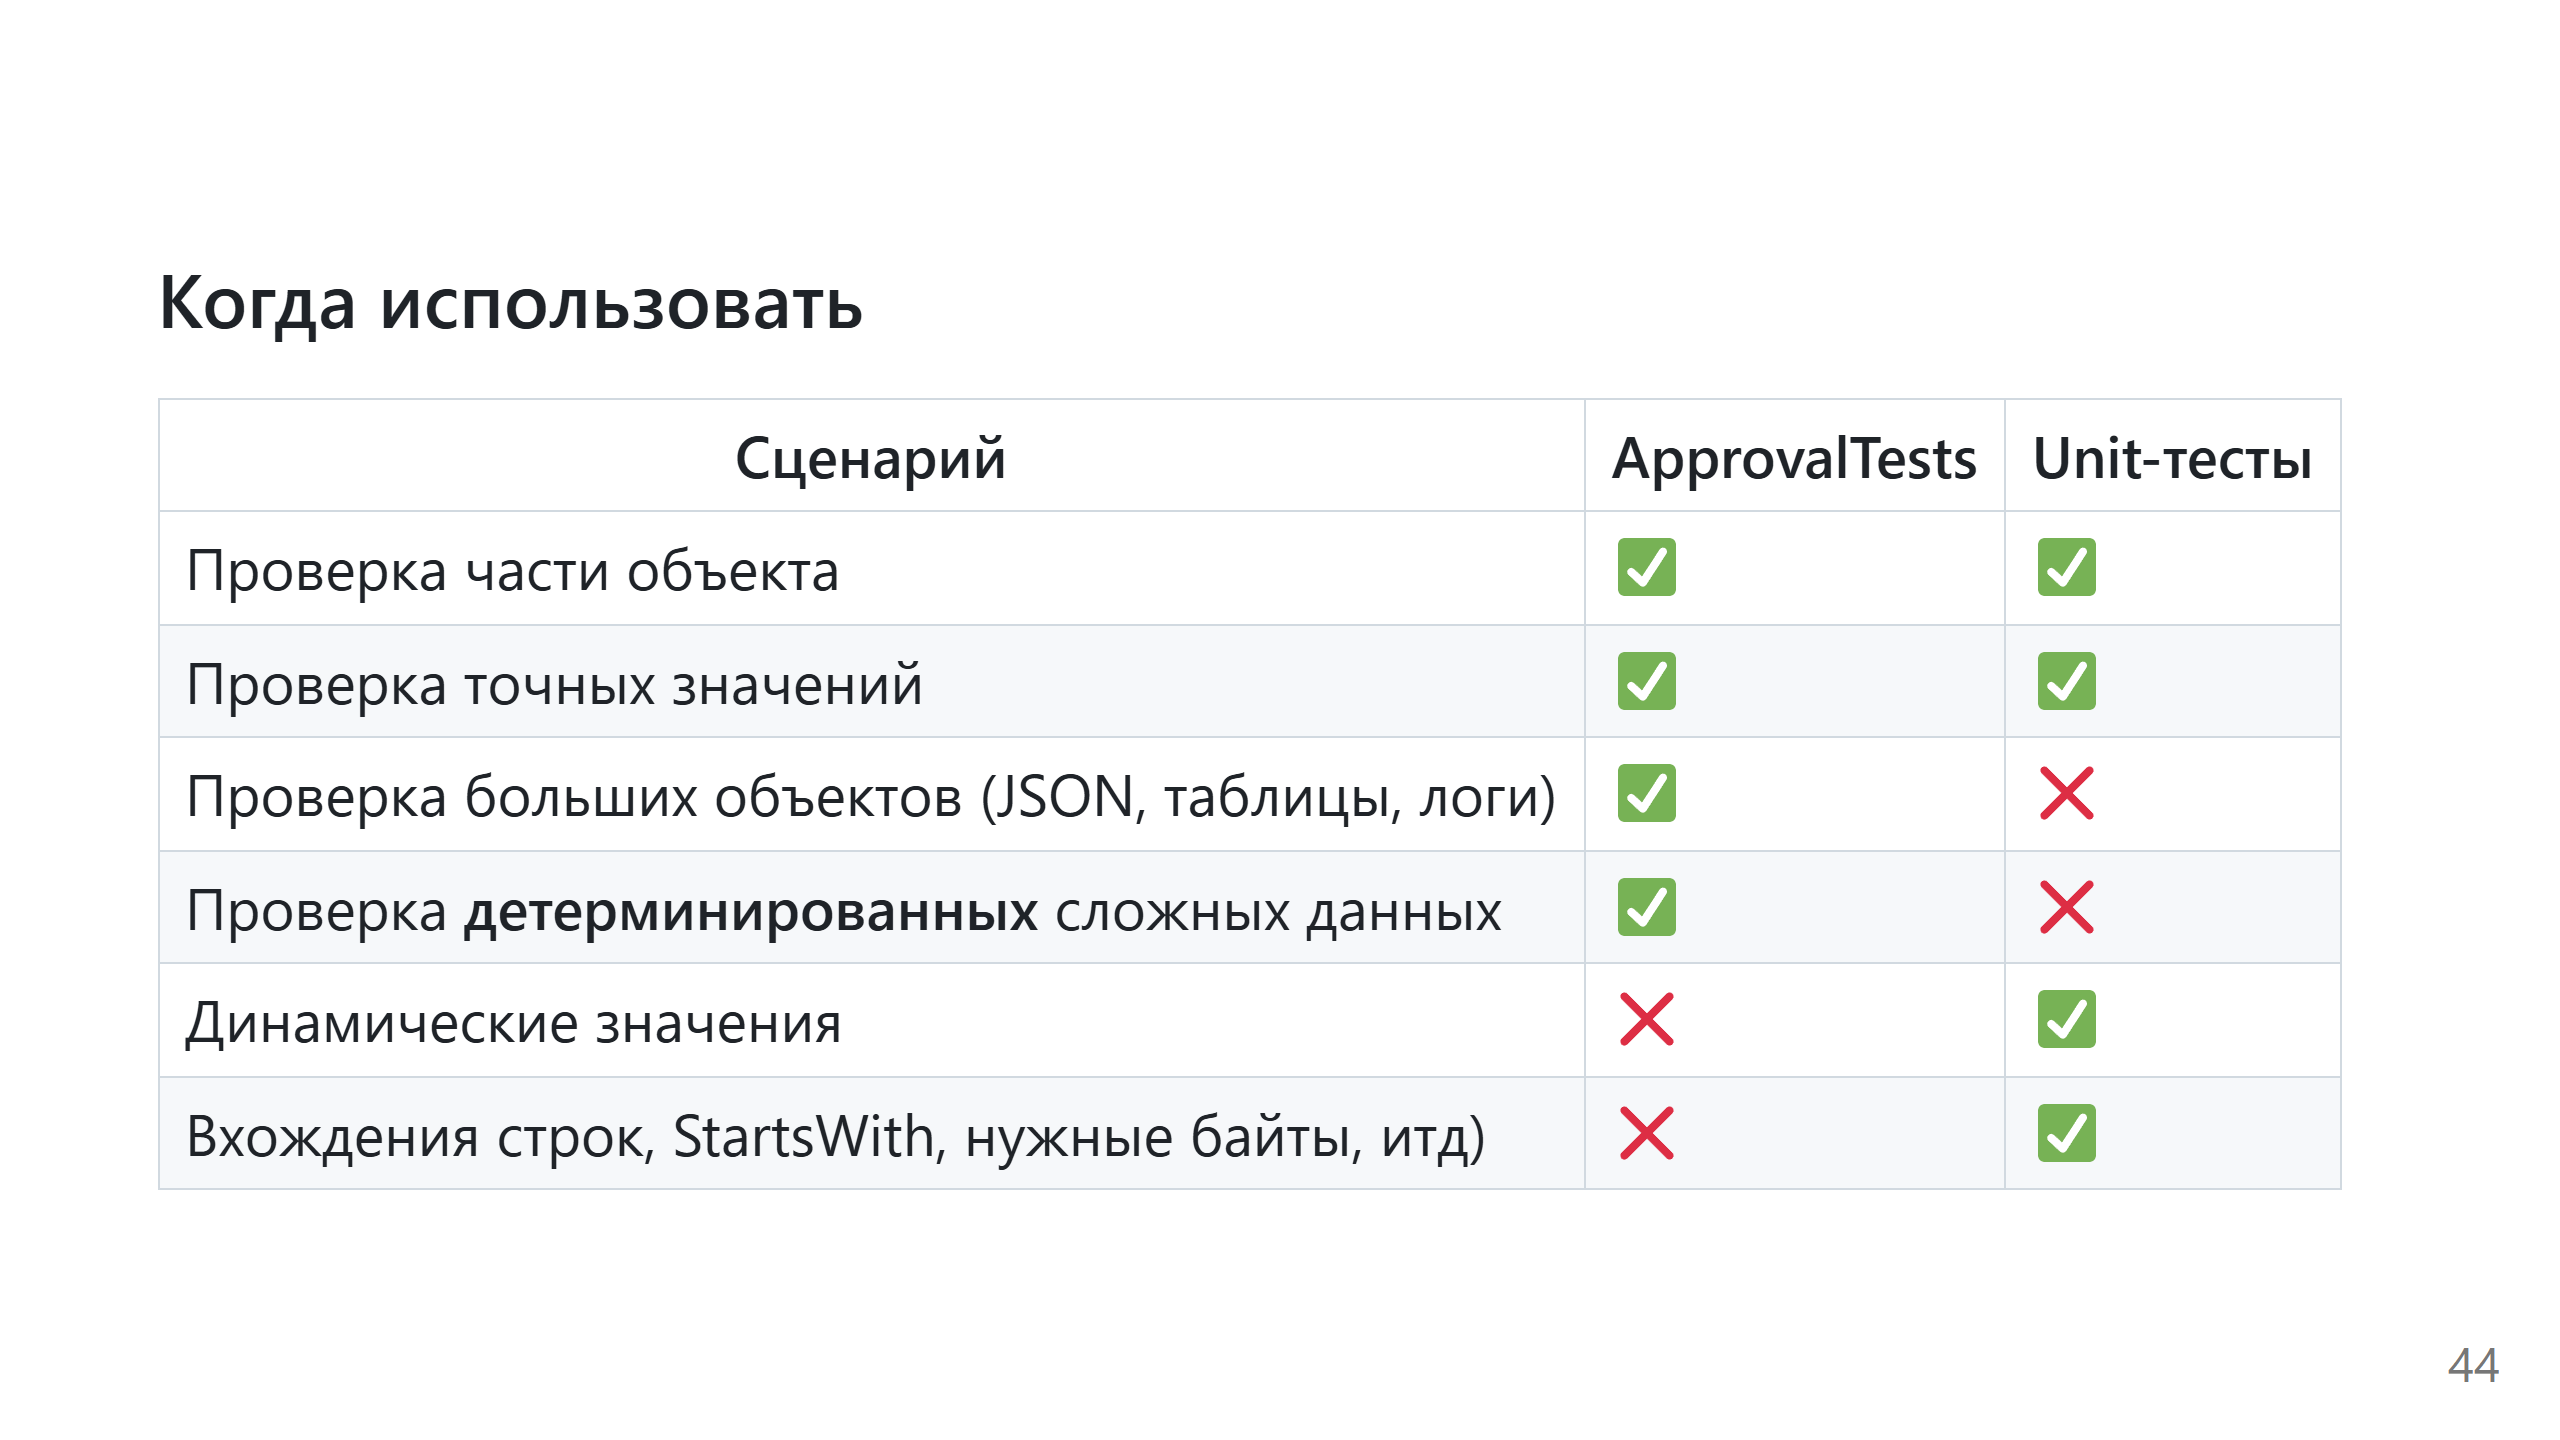 Когда использовать
Сценарий ApprovalTests Unit-тесты
Проверка части объекта ✅ ✅
Проверка точных значений ✅ ✅
Проверка больших объектов (JSON, таблицы, логи) ✅ ❌
Проверка детерминированных сложных данных ✅ ❌
Динамические значения ❌ ✅
Вхождения строк, StartsWith, нужные байты, итд) ❌ ✅
44